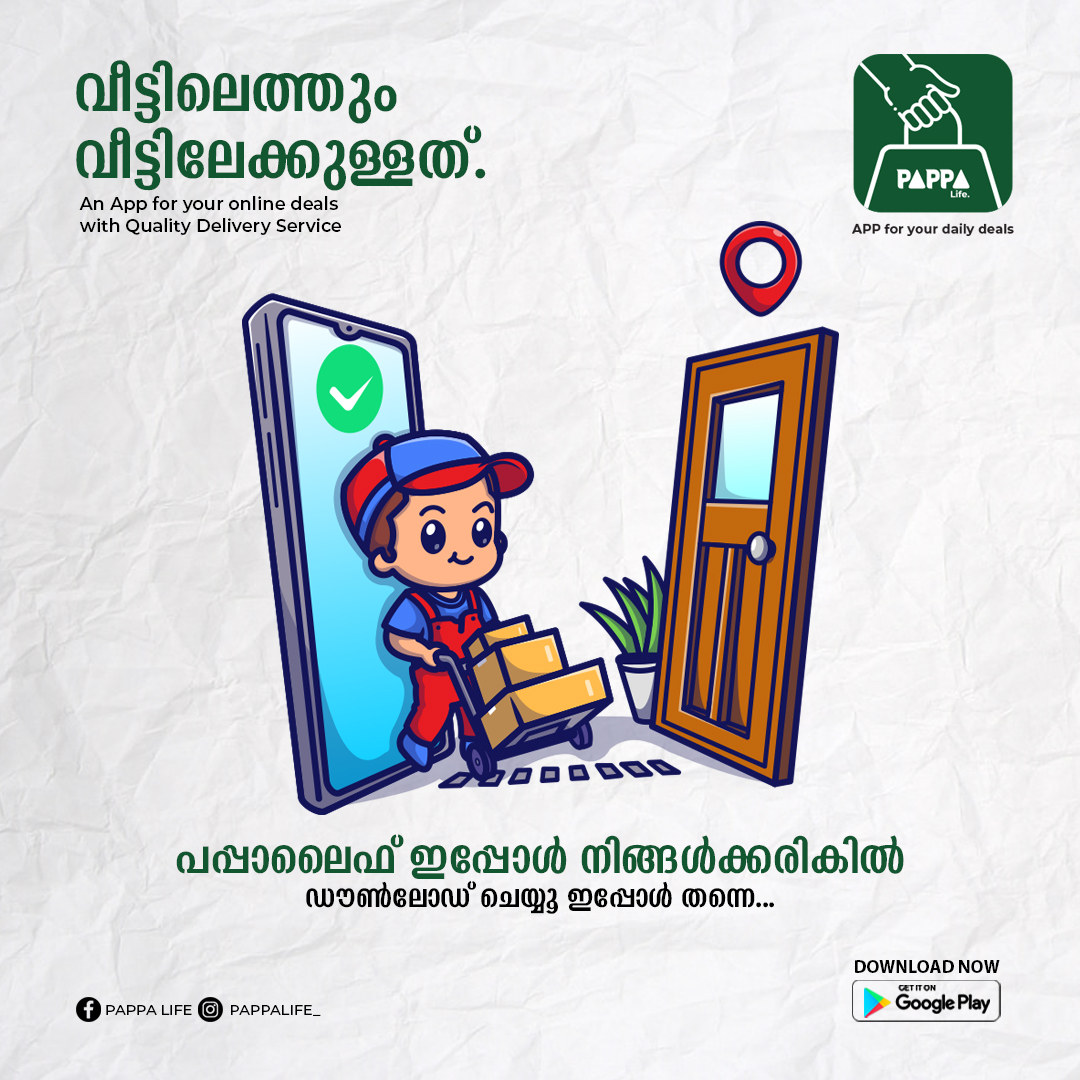 വീട്ടിലെത്തും
വീട്ടിലേക്കുള്ളത്.
An App for your online deals
with Quality Delivery Service
PAPPA
Life.
APP for your daily deals
പപ്പാലൈഫ് ഇപ്പോൾ നിങ്ങൾക്കരികിൽ
ഡൗൺലോഡ് ചെയ്യൂ ഇപ്പോൾ തന്നെ...
DOWNLOAD NOW
GET IT ON
Google Play
PAPPA LIFE PAPPALIFE_